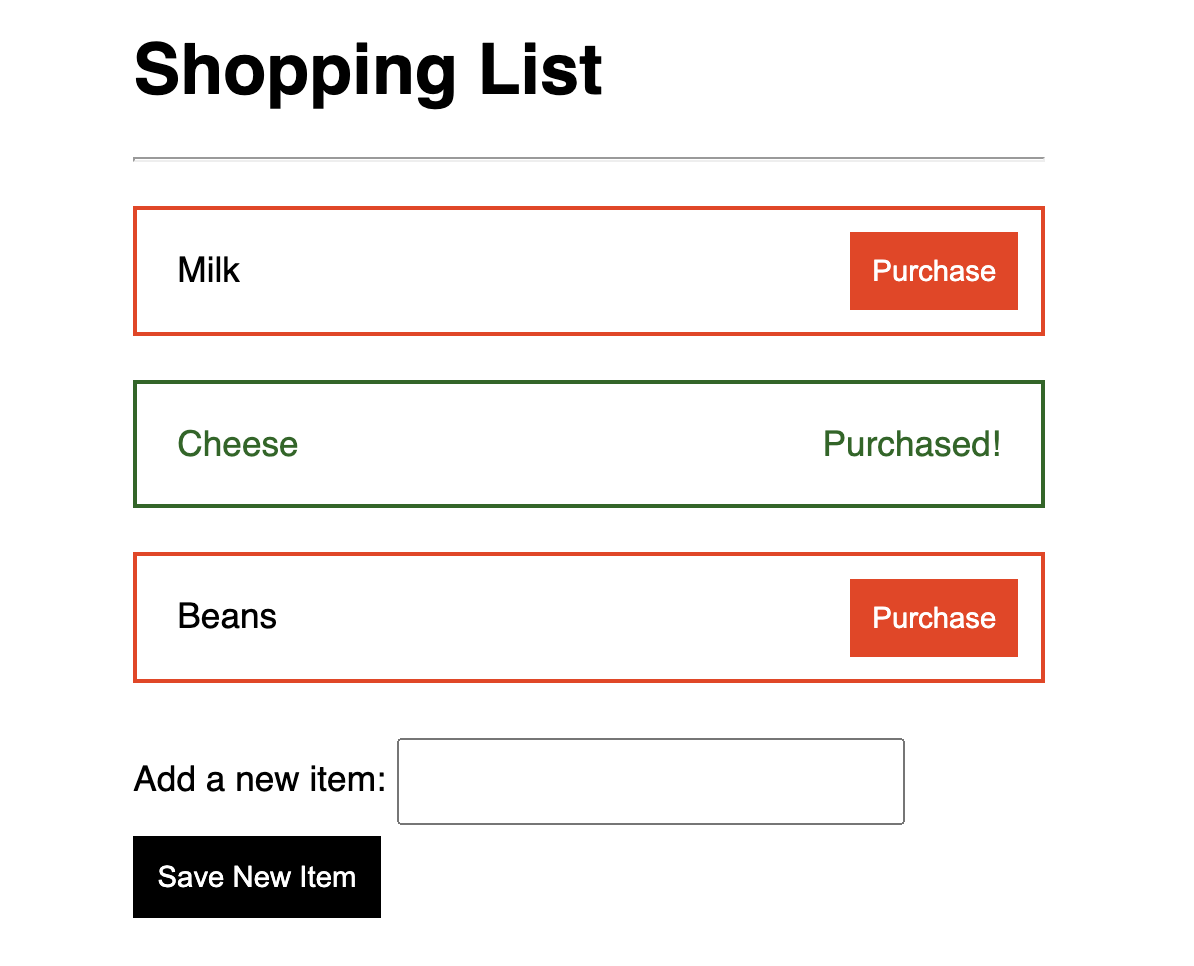 Shopping List
Milk Purchase
Cheese Purchased!
Beans Purchase
Add a new item:
Save New Item